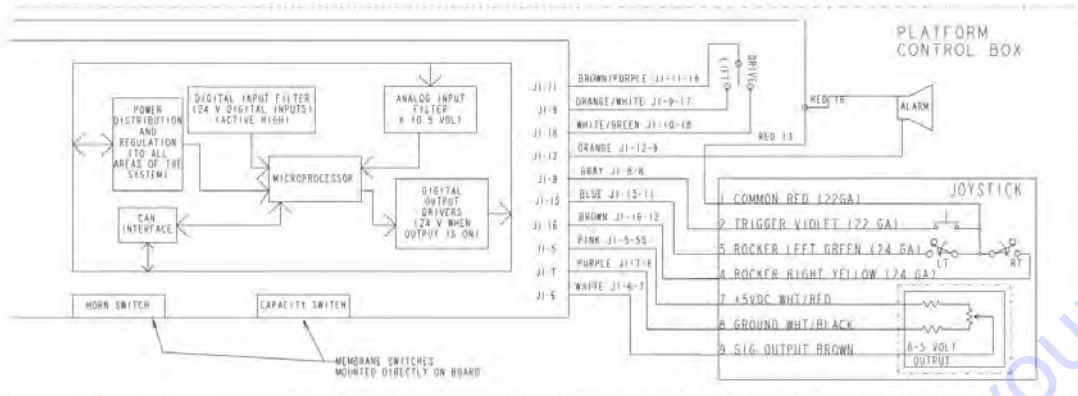 PLATFORM
CONTROL BOX
POWER
DISTRIBUTION
AND
REGULATION
(TO ALL
AREAS OF THE
SYSTEM)
DIGITAL INPUT FILTER
(24 V DIGITAL INPUTS)
(ACTIVE HIGH)
ANALOG INPUT
FILTER
MICROPROCESSOR
CAN
INTERFACE
DIGITAL
OUTPUT
DRIVERS
(24 V WHEN
OUTPUT IS ON)
HORN SWITCH
CAPACITY SWITCH
MEMBRANE SWITCHES
MOUNTED DIRECTLY ON BOARD
J1-11
J1-9
J1-10
J1-12
J1-8
J1-15
J1-16
J1-5
J1-7
J1-6
BROWN/PURPLE J1-11-16
ORANGE/WHITE J1-9-17
WHITE/GREEN J1-10-18
ORANGE J1-12-9
GRAY J1-8-8
BLUE J1-15-11
BROWN J1-16-12
PINK J1-5-55
PURPLE J1-7-6
WHITE J1-6-7
LIFT
DRIVE
RED 16
ALARM
RED 13
JOYSTICK
1 COMMON RED (22GA)
2 TRIGGER VIOLET (22 GA)
5 ROCKER LEFT GREEN (24 GA)
LT
RT
4 ROCKER RIGHT YELLOW (24 GA)
7 +5VDC WHT/RED
8 GROUND WHT/BLACK
9 SIG OUTPUT BROWN
0-5 VOLT
OUTPUT
YOU